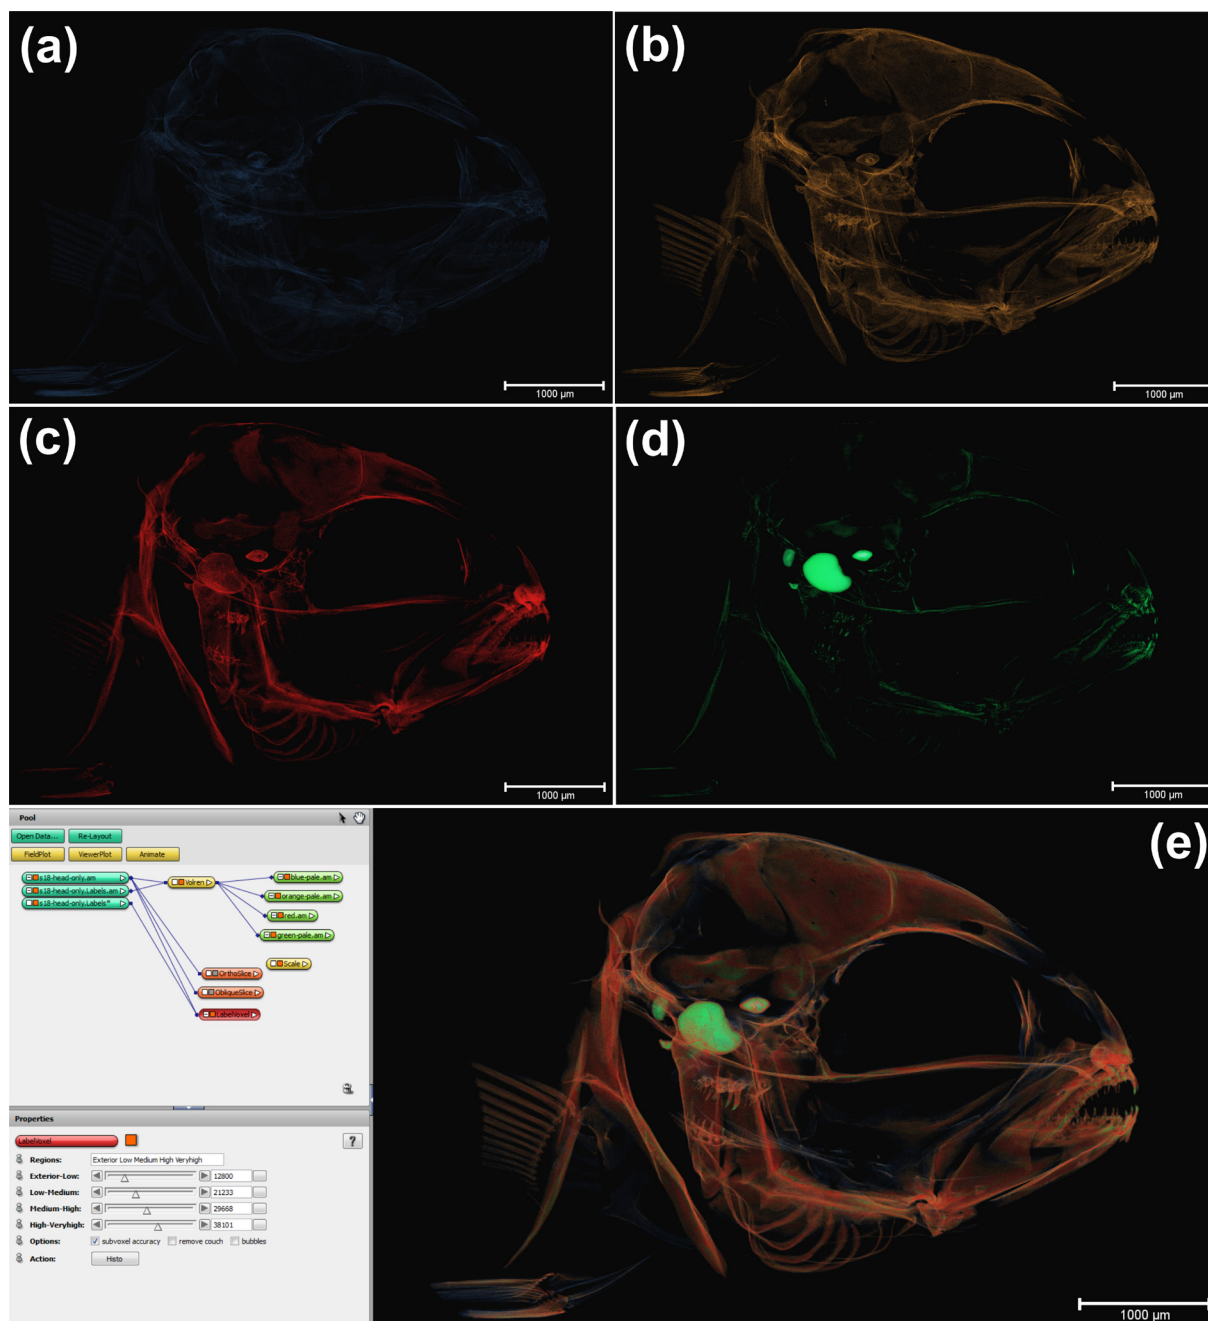 (a)
(b)
1000 µm
1000 µm
(c)
(d)
1000 µm
1000 µm
Pool
Open Data...
Re-Layout
FieldPlot
ViewerPlot
Animate
s18-head-only.am
s18-head-only.Labels.am
s18-head-only.Labels*
Volren
blue-pale.am
orange-pale.am
red.am
green-pale.am
Scale
OrthoSlice
ObliqueSlice
LabelVoxel
Properties
LabelVoxel
?
Regions: Exterior Low Medium High Veryhigh
Exterior-Low: 12800
Low-Medium: 21233
Medium-High: 29668
High-Veryhigh: 38101
Options: subvoxel accuracy remove couch bubbles
Action: Histo
(e)
1000 µm